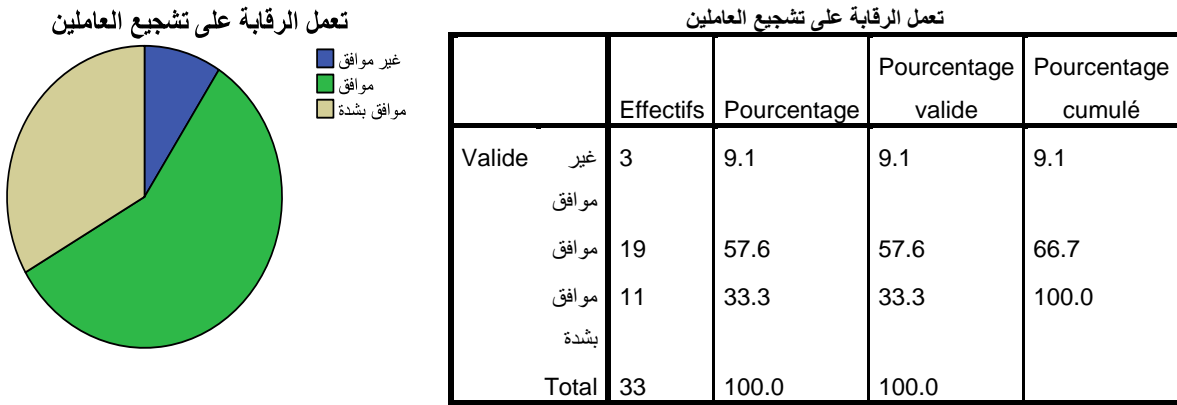 تعمل الرقابة على تشجيع العاملين
غير موافق
موافق
موافق بشدة
تعمل الرقابة على تشجيع العاملين
Effectifs Pourcentage Pourcentage valide Pourcentage cumulé
Valide غير موافق 3 9.1 9.1 9.1
موافق 19 57.6 57.6 66.7
موافق بشدة 11 33.3 33.3 100.0
Total 33 100.0 100.0